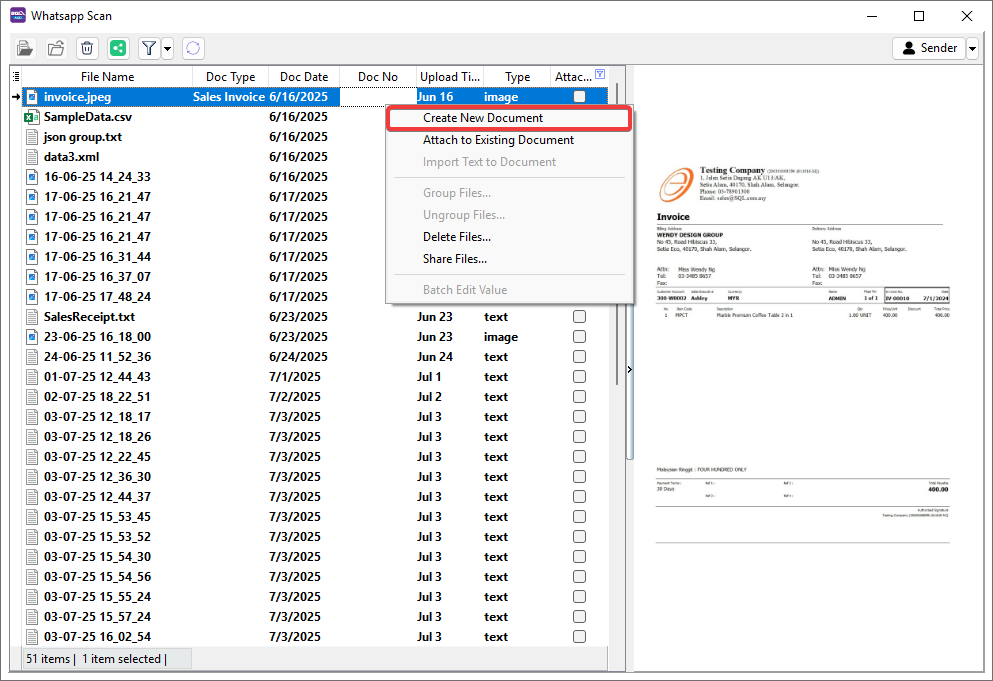 Whatsapp Scan
Sender
File Name Doc Type Doc Date Doc No Upload Ti... Type Attac...
invoice.jpeg Sales Invoice 6/16/2025 Jun 16 image
SampleData.csv 6/16/2025
json group.txt 6/16/2025
data3.xml 6/16/2025
16-06-25 14_24_33 6/16/2025
17-06-25 16_21_47 6/17/2025
17-06-25 16_21_47 6/17/2025
17-06-25 16_21_47 6/17/2025
17-06-25 16_31_44 6/17/2025
17-06-25 16_37_07 6/17/2025
17-06-25 17_48_24 6/17/2025
SalesReceipt.txt 6/23/2025 Jun 23 text
23-06-25 16_18_00 6/23/2025 Jun 23 image
24-06-25 11_52_36 6/24/2025 Jun 24 text
01-07-25 12_44_43 7/1/2025 Jul 1 text
02-07-25 18_22_51 7/2/2025 Jul 2 text
03-07-25 12_18_17 7/3/2025 Jul 3 text
03-07-25 12_18_26 7/3/2025 Jul 3 text
03-07-25 12_22_45 7/3/2025 Jul 3 text
03-07-25 12_36_30 7/3/2025 Jul 3 text
03-07-25 12_44_37 7/3/2025 Jul 3 text
03-07-25 15_53_45 7/3/2025 Jul 3 text
03-07-25 15_53_52 7/3/2025 Jul 3 text
03-07-25 15_54_30 7/3/2025 Jul 3 text
03-07-25 15_54_56 7/3/2025 Jul 3 text
03-07-25 15_55_24 7/3/2025 Jul 3 text
03-07-25 15_57_24 7/3/2025 Jul 3 text
03-07-25 16_02_54 7/3/2025 Jul 3 text
51 items | 1 item selected |
Create New Document
Attach to Existing Document
Import Text to Document
Group Files...
Ungroup Files...
Delete Files...
Share Files...
Batch Edit Value
Testing Company
1, Jalan Setia Dagang AK U13/AK,
Setia Alam, 40170, Shah Alam, Selangor.
Phone: 03-78901300
Email: sales@SQL.com.my
Invoice
Billing Address Delivery Address
WENDY DESIGN GROUP
No 45, Road Hibiscus 33, No 45, Road Hibiscus 33,
Setia Eco, 40170, Shah Alam, Selangor. Setia Eco, 40170, Shah Alam, Selangor.
Attn: Miss Wendy Ng Attn: Miss Wendy Ng
Tel: 03-3485 8657 Tel: 03-3485 8657
Fax: Fax:
300-W0002 Ashley MYR ADMIN 1 of 1 IV-00010 2/1/2024
1 MPCT Marble Premium Coffee Table 3 in 1 1.00 UNIT 400.00 400.00
Malaysian Ringgit : FOUR HUNDRED ONLY
30 Days 400.00